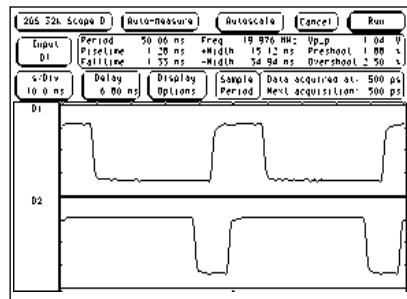 2GS 32k Scope D Auto-measure Autoscale Cancel Run
Input D1
Period 50.06 ns Freq 19.976 MHz Vp_p 1.04 V
Risetime 1.28 ns +Width 15.12 ns Preshoot 1.00 %
Falltime 1.33 ns -Width 34.94 ns Overshoot 2.50 %
s/Div 10.0 ns Delay 6.00 ns Display Options Sample Period
Data acquired at: 500 ps
Next acquisition: 500 ps
D1
D2